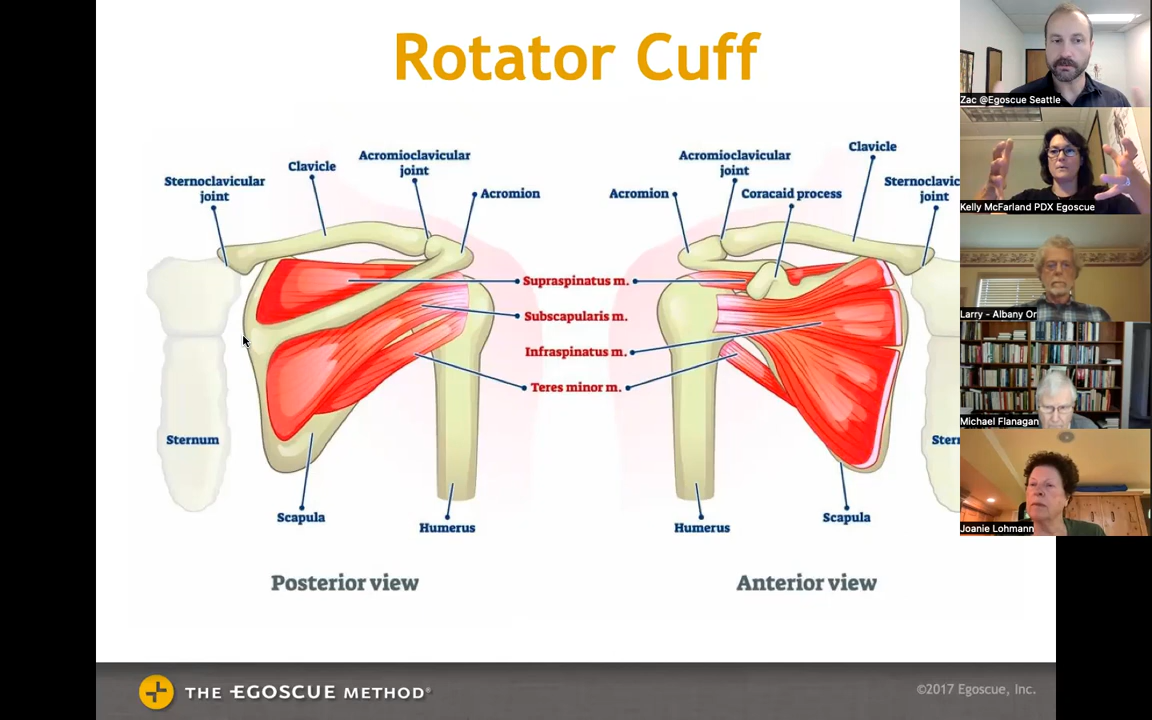 Rotator Cuff
Sternoclavicular
joint
Clavicle
Acromioclavicular
joint
Acromion
Acromion
Acromioclavicular
joint
Coracaid process
Clavicle
Sternoclavic
joint
Supraspinatus m.
Subscapularis m.
Infraspinatus m.
Teres minor m.
Sternum
Scapula
Humerus
Humerus
Scapula
Stern
Posterior view
Anterior view
THE EGOSCUE METHOD®
©2017 Egoscue, Inc.
Zac @Egoscue Seattle
Kelly McFarland PDX Egoscue
Larry - Albany Or
Michael Flanagan
Joanie Lohmann